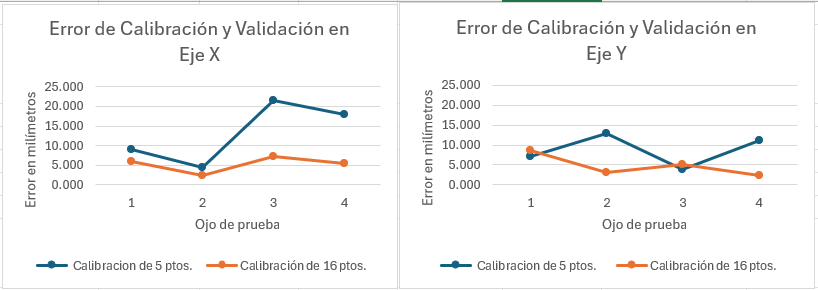 Error de Calibración y Validación en
Eje X
Error en milímetros
25.000
20.000
15.000
10.000
5.000
0.000
1 2 3 4
Ojo de prueba
Calibracion de 5 ptos. Calibración de 16 ptos.
Error de Calibración y Validación en
Eje Y
Error en milímetros
25.000
20.000
15.000
10.000
5.000
0.000
1 2 3 4
Ojo de prueba
Calibracion de 5 ptos. Calibración de 16 ptos.